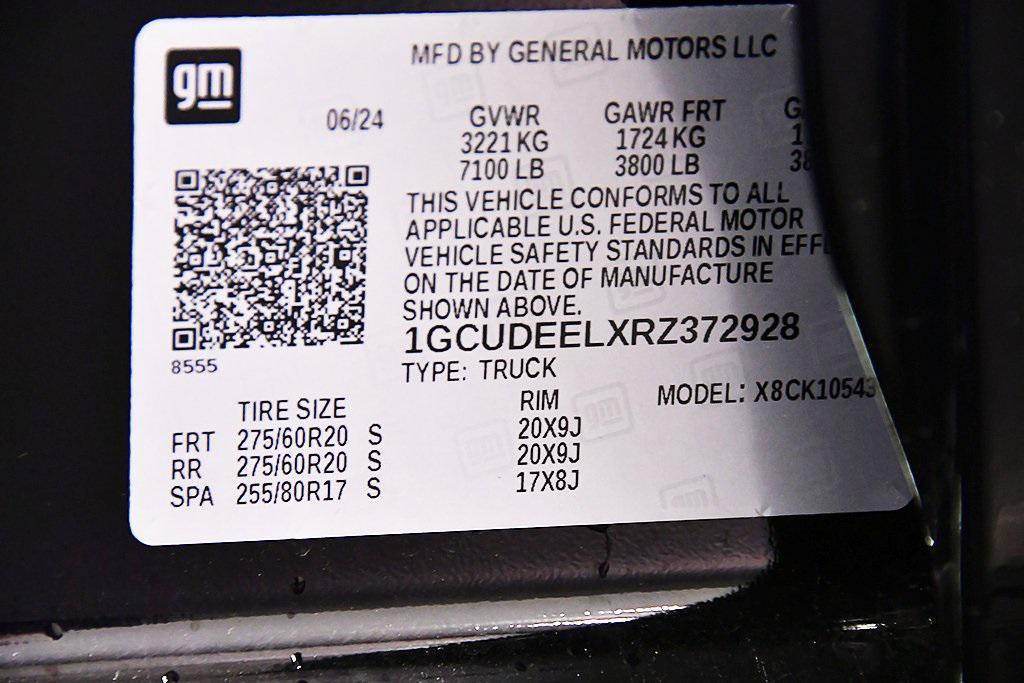 gm
MFD BY GENERAL MOTORS LLC
06/24
GVWR GAWR FRT
3221 KG 1724 KG
7100 LB 3800 LB
THIS VEHICLE CONFORMS TO ALL
APPLICABLE U.S. FEDERAL MOTOR
VEHICLE SAFETY STANDARDS IN
ON THE DATE OF MANUFACTURE
SHOWN ABOVE.
1GCUDEELXRZ372928
8555
TYPE: TRUCK
TIRE SIZE RIM MODEL: X8CK10543
FRT 275/60R20 S 20X9J
RR 275/60R20 S 20X9J
SPA 255/80R17 S 17X8J